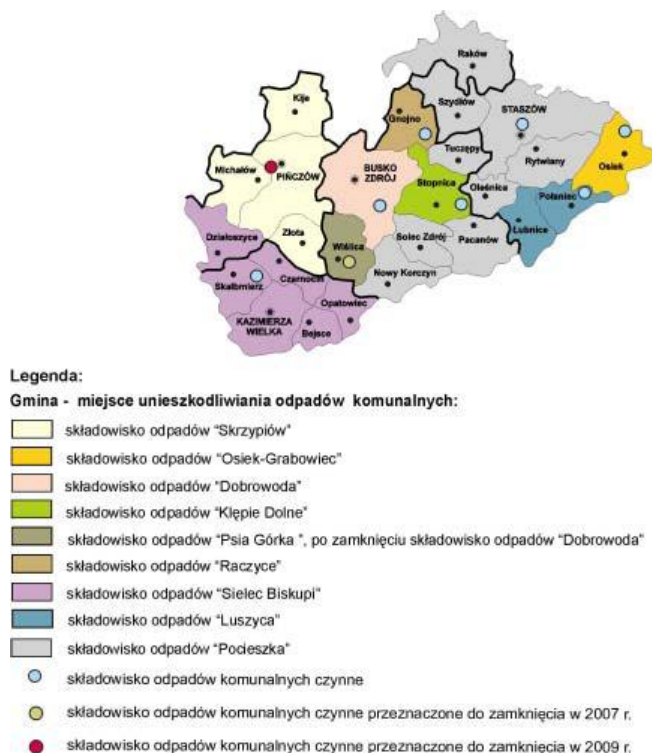 Raków
Kije
Szydłów
STASZÓW
Gnojno
Tuczępy
Rytwiany
Osiek
Michałów
PIŃCZÓW
BUSKO
ZDRÓJ
Stopnica
Oleśnica
Połaniec
Łubnice
Działoszyce
Złota
Wiślica
Solec Zdrój
Pacanów
Skalbmierz
Czarnocin
Nowy Korczyn
Opatowiec
KAZIMIERZA
WIELKA
Bejsce
Legenda:
Gmina - miejsce unieszkodliwiania odpadów komunalnych:
składowisko odpadów “Skrzypiów”
składowisko odpadów “Osiek-Grabowiec”
składowisko odpadów “Dobrowoda”
składowisko odpadów “Klępie Dolne”
składowisko odpadów “Psia Górka ”, po zamknięciu składowisko odpadów “Dobrowoda”
składowisko odpadów “Raczyce”
składowisko odpadów “Sielec Biskupi”
składowisko odpadów “Luszyca”
składowisko odpadów “Pocieszka”
składowisko odpadów komunalnych czynne
składowisko odpadów komunalnych czynne przeznaczone do zamknięcia w 2007 r.
składowisko odpadów komunalnych czynne przeznaczone do zamknięcia w 2009 r.